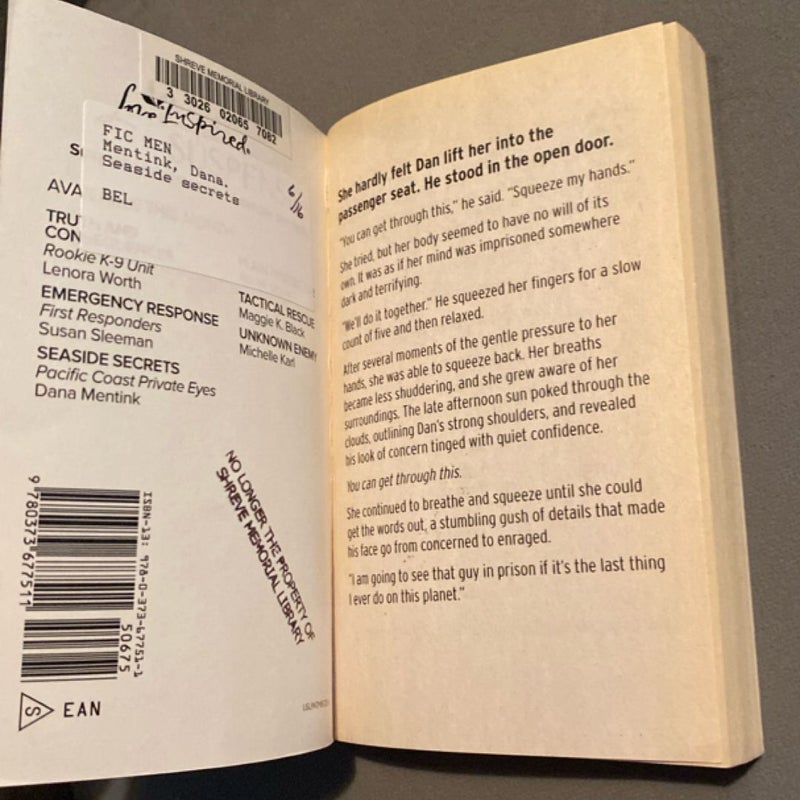 SHREVE MEMORIAL LIBRARY
3 3026 02065 7082
Love Inspired.
FIC MEN
Mentink, Dana.
Seaside secrets
BEL
6/16
AVA
TRU
CON
Rookie K-9 Unit
Lenora Worth
EMERGENCY RESPONSE
First Responders
Susan Sleeman
SEASIDE SECRETS
Pacific Coast Private Eyes
Dana Mentink
TACTICAL RESCUE
Maggie K. Black
UNKNOWN ENEMY
Michelle Karl
NO LONGER THE PROPERTY OF
SHREVE MEMORIAL LIBRARY
ISBN-13: 978-0-373-67751-1
9 780373 677511
50675
S EAN
She hardly felt Dan lift her into the
passenger seat. He stood in the open door.
"You can get through this," he said. "Squeeze my hands."
She tried, but her body seemed to have no will of its
own. It was as if her mind was imprisoned somewhere
dark and terrifying.
"We'll do it together." He squeezed her fingers for a slow
count of five and then relaxed.
After several moments of the gentle pressure to her
hands, she was able to squeeze back. Her breaths
became less shuddering, and she grew aware of her
surroundings. The late afternoon sun poked through the
clouds, outlining Dan's strong shoulders, and revealed
his look of concern tinged with quiet confidence.
You can get through this.
She continued to breathe and squeeze until she could
get the words out, a stumbling gush of details that made
his face go from concerned to enraged.
"I am going to see that guy in prison if it's the last thing
I ever do on this planet."